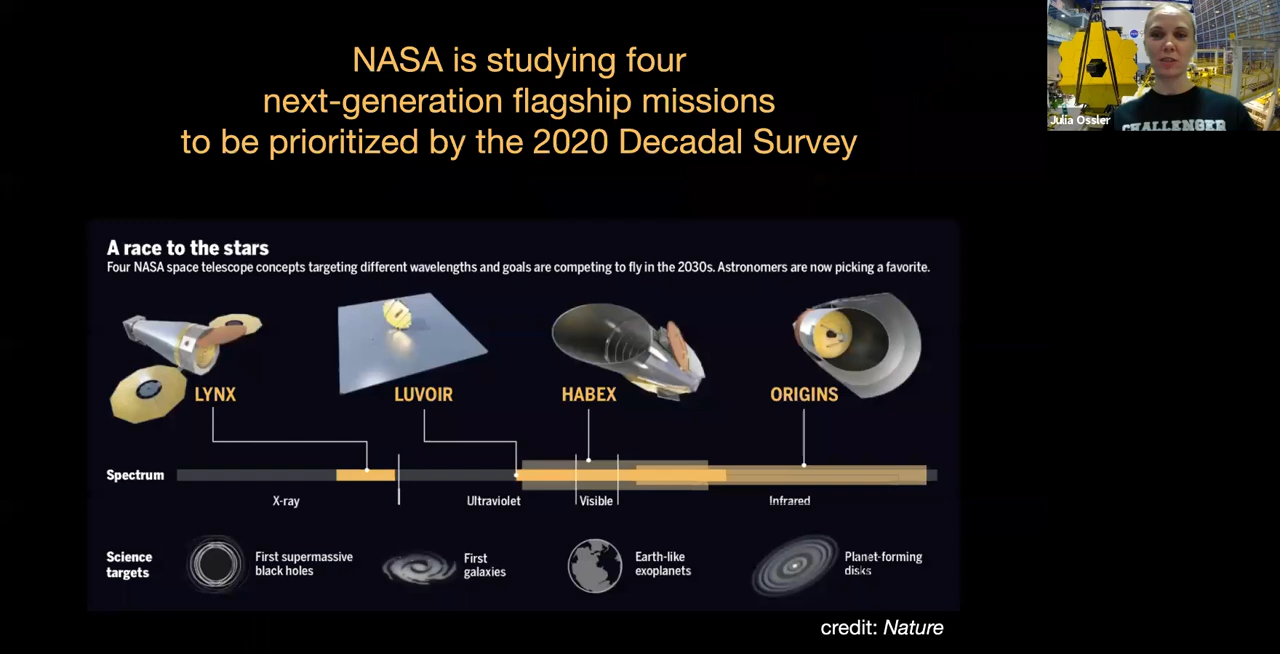 NASA is studying four
next-generation flagship missions
to be prioritized by the 2020 Decadal Survey
Julia Ossler
CHALLENGER
A race to the stars
Four NASA space telescope concepts targeting different wavelengths and goals are competing to fly in the 2030s. Astronomers are now picking a favorite.
LYNX
LUVOIR
HABEX
ORIGINS
Spectrum
X-ray
Ultraviolet
Visible
Infrared
Science
targets
First supermassive
black holes
First
galaxies
Earth-like
exoplanets
Planet-forming
disks
credit: Nature